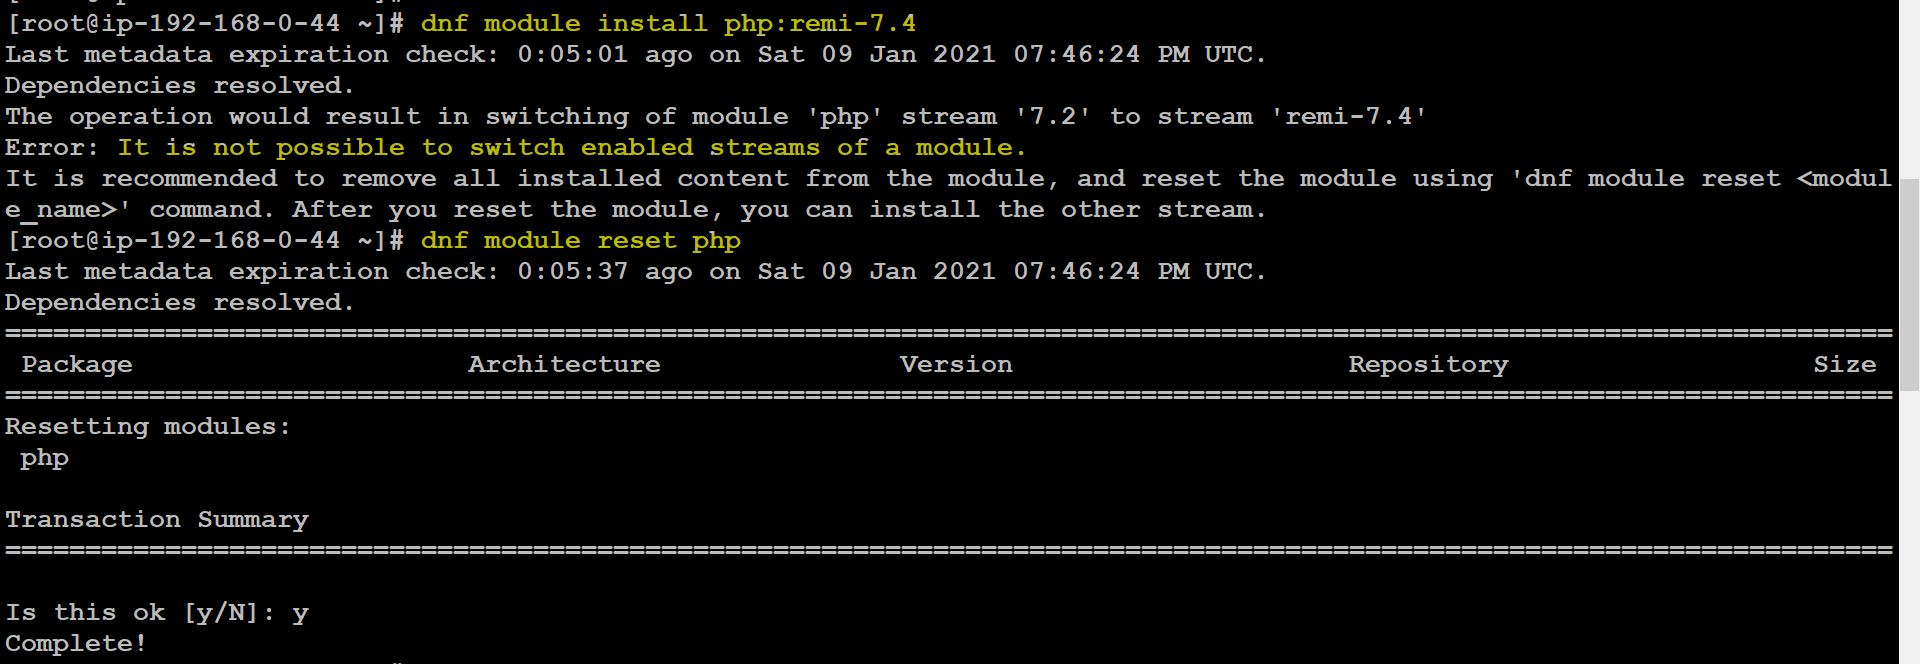 [root@ip-192-168-0-44 ~]# dnf module install php:remi-7.4
Last metadata expiration check: 0:05:01 ago on Sat 09 Jan 2021 07:46:24 PM UTC.
Dependencies resolved.
The operation would result in switching of module 'php' stream '7.2' to stream 'remi-7.4'
Error: It is not possible to switch enabled streams of a module.
It is recommended to remove all installed content from the module, and reset the module using 'dnf module reset <modul
e_name>' command. After you reset the module, you can install the other stream.
[root@ip-192-168-0-44 ~]# dnf module reset php
Last metadata expiration check: 0:05:37 ago on Sat 09 Jan 2021 07:46:24 PM UTC.
Dependencies resolved.
======================================================================================================================
Package Architecture Version Repository Size
======================================================================================================================
Resetting modules:
php
Transaction Summary
======================================================================================================================
Is this ok [y/N]: y
Complete!